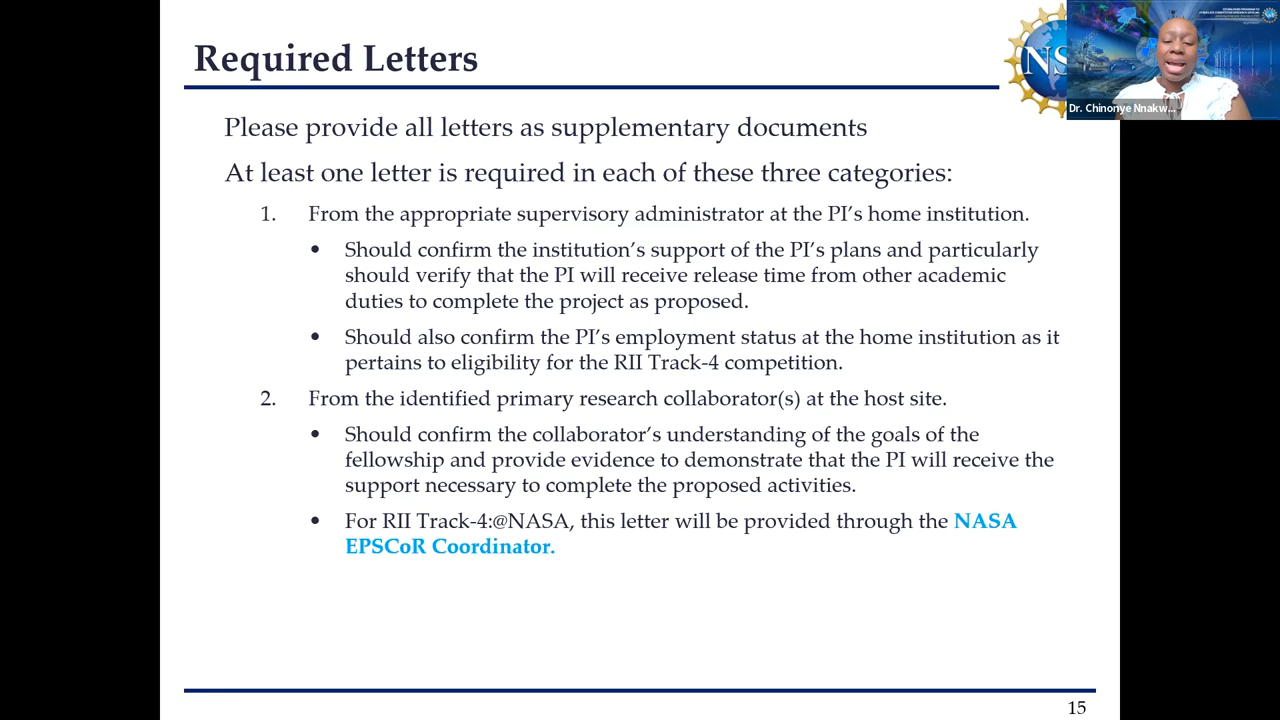 Required Letters
NS
Dr. Chinonye Nnakw...
Please provide all letters as supplementary documents
At least one letter is required in each of these three categories:
1. From the appropriate supervisory administrator at the PI’s home institution.
• Should confirm the institution’s support of the PI’s plans and particularly
should verify that the PI will receive release time from other academic
duties to complete the project as proposed.
• Should also confirm the PI’s employment status at the home institution as it
pertains to eligibility for the RII Track-4 competition.
2. From the identified primary research collaborator(s) at the host site.
• Should confirm the collaborator’s understanding of the goals of the
fellowship and provide evidence to demonstrate that the PI will receive the
support necessary to complete the proposed activities.
• For RII Track-4:@NASA, this letter will be provided through the NASA
EPSCoR Coordinator.
15